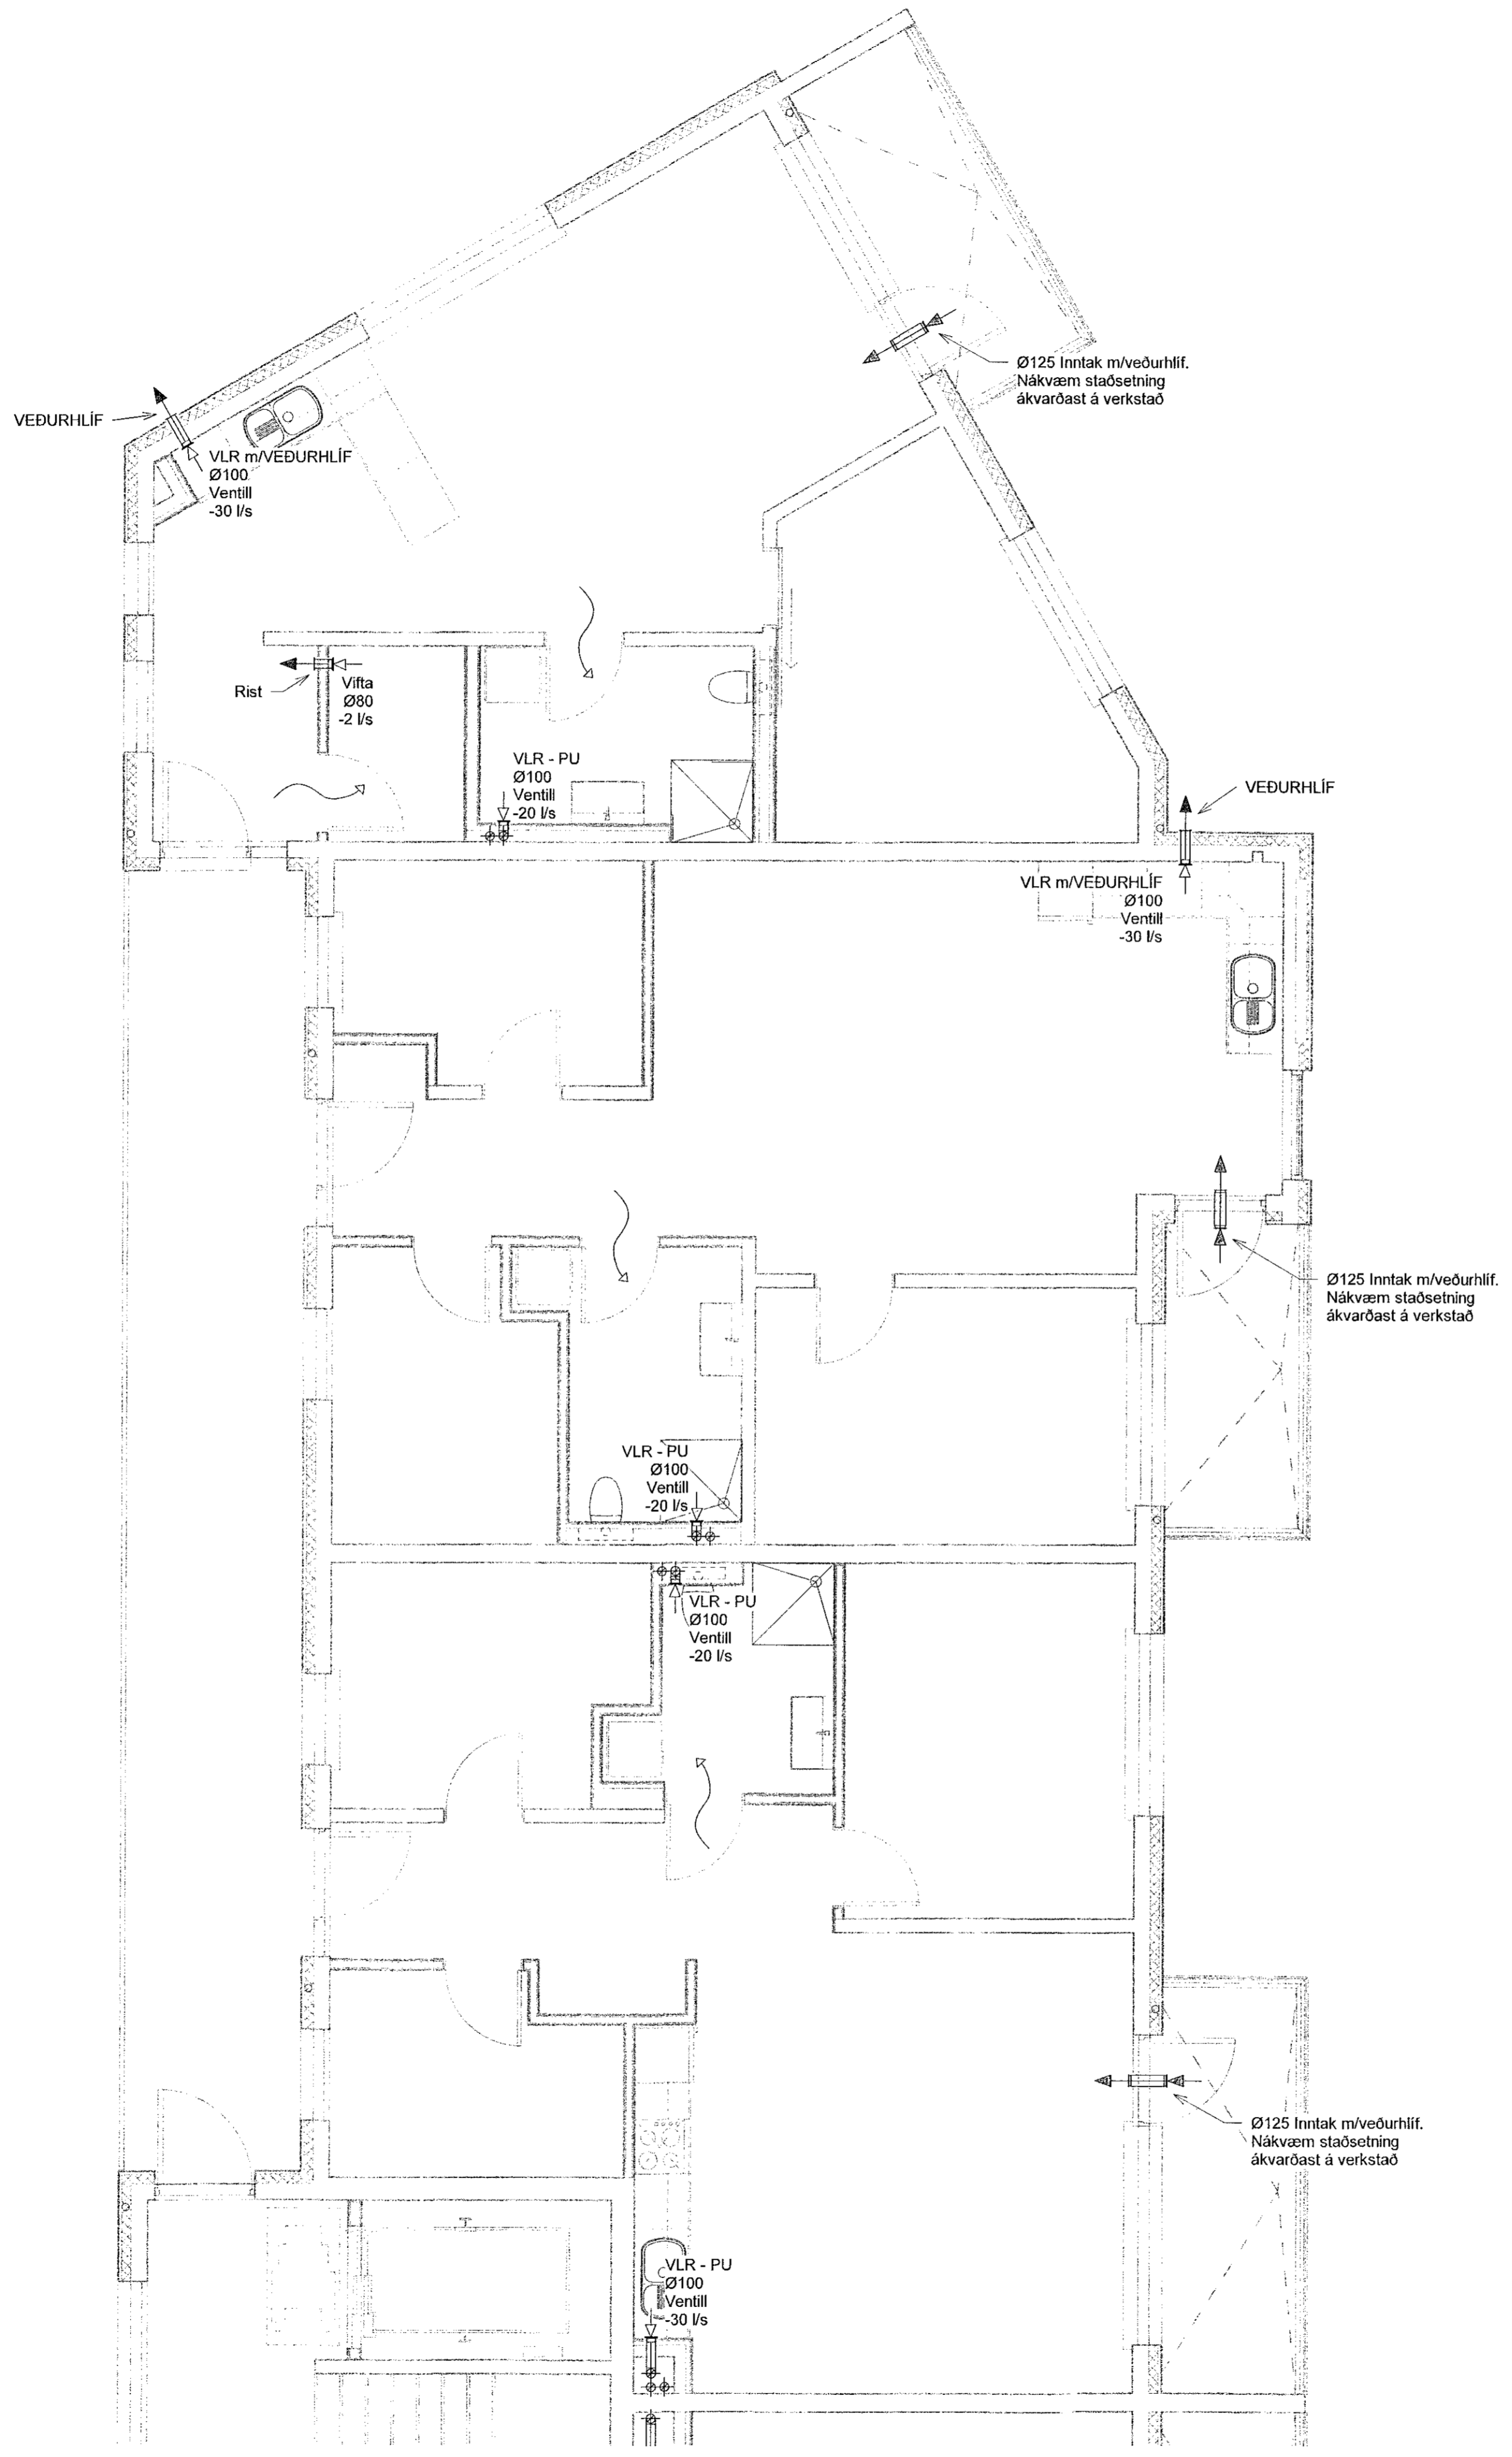 Ø125 Inntak m/veðurhlíf.
Nákvæm staðsetning
ákvarðast á verkstað
VEÐURHLÍF
VLR m/VEÐURHLÍF
Ø100
Ventill
-30 l/s
Rist
Vifta
Ø80
-2 l/s
VLR - PU
Ø100
Ventill
-20 l/s
VEÐURHLÍF
VLR m/VEÐURHLÍF
Ø100
Ventill
-30 l/s
Ø125 Inntak m/veðurhlíf.
Nákvæm staðsetning
ákvarðast á verkstað
VLR - PU
Ø100
Ventill
-20 l/s
VLR - PU
Ø100
Ventill
-20 l/s
Ø125 Inntak m/veðurhlíf.
Nákvæm staðsetning
ákvarðast á verkstað
VLR - PU
Ø100
Ventill
-30 l/s